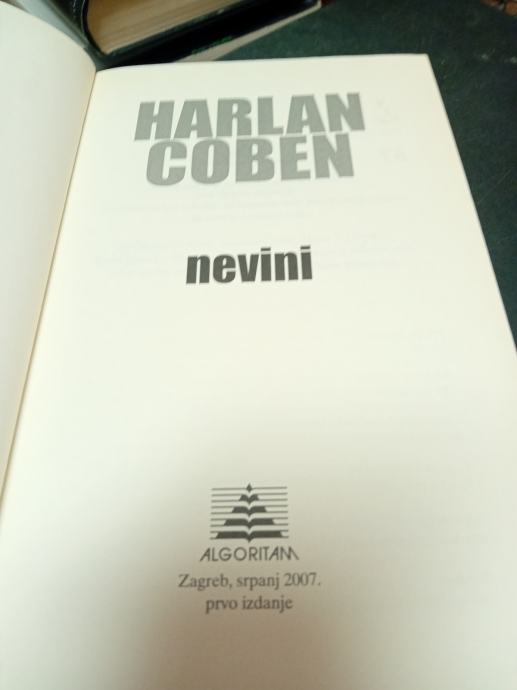 HARLAN
COBEN
nevini
ALGORITAM
Zagreb, srpanj 2007.
prvo izdanje